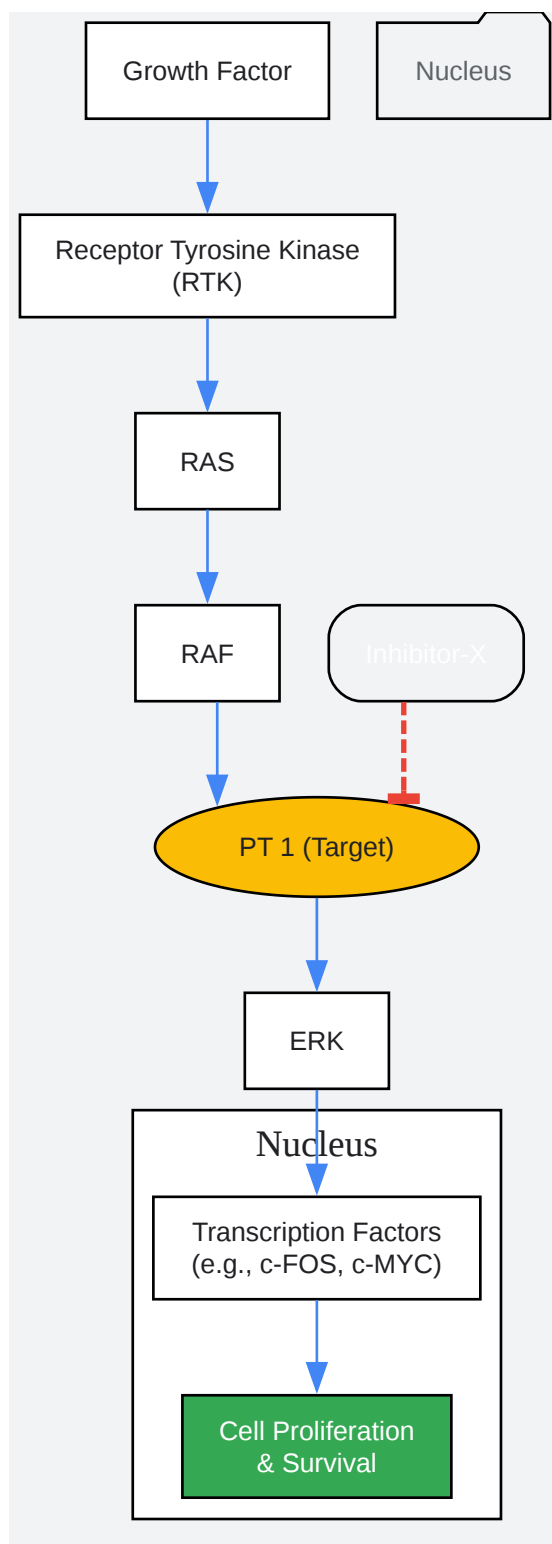 Growth Factor
Nucleus
Receptor Tyrosine Kinase
(RTK)
RAS
RAF
Inhibitor-X
PT 1 (Target)
ERK
Nucleus
Transcription Factors
(e.g., c-FOS, c-MYC)
Cell Proliferation
& Survival